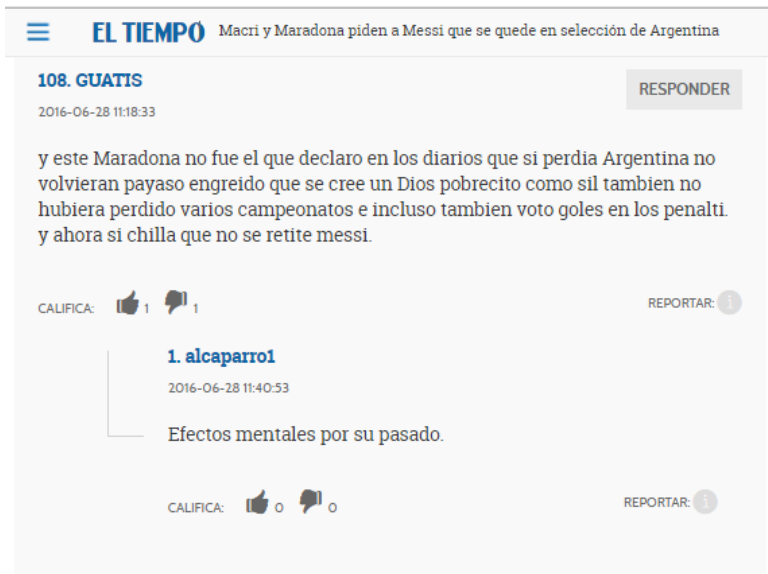 EL TIEMPO Macri y Maradona piden a Messi que se quede en selección de Argentina
108. GUATIS
RESPONDER
2016-06-28 11:18:33
y este Maradona no fue el que declaro en los diarios que si perdia Argentina no
volvieran payaso engreido que se cree un Dios pobrecito como sil tambien no
hubiera perdido varios campeonatos e incluso tambien voto goles en los penalti.
y ahora si chilla que no se retite messi.
CALIFICA: 1 1
REPORTAR: i
1. alcaparro1
2016-06-28 11:40:53
Efectos mentales por su pasado.
CALIFICA: 0 0
REPORTAR: i